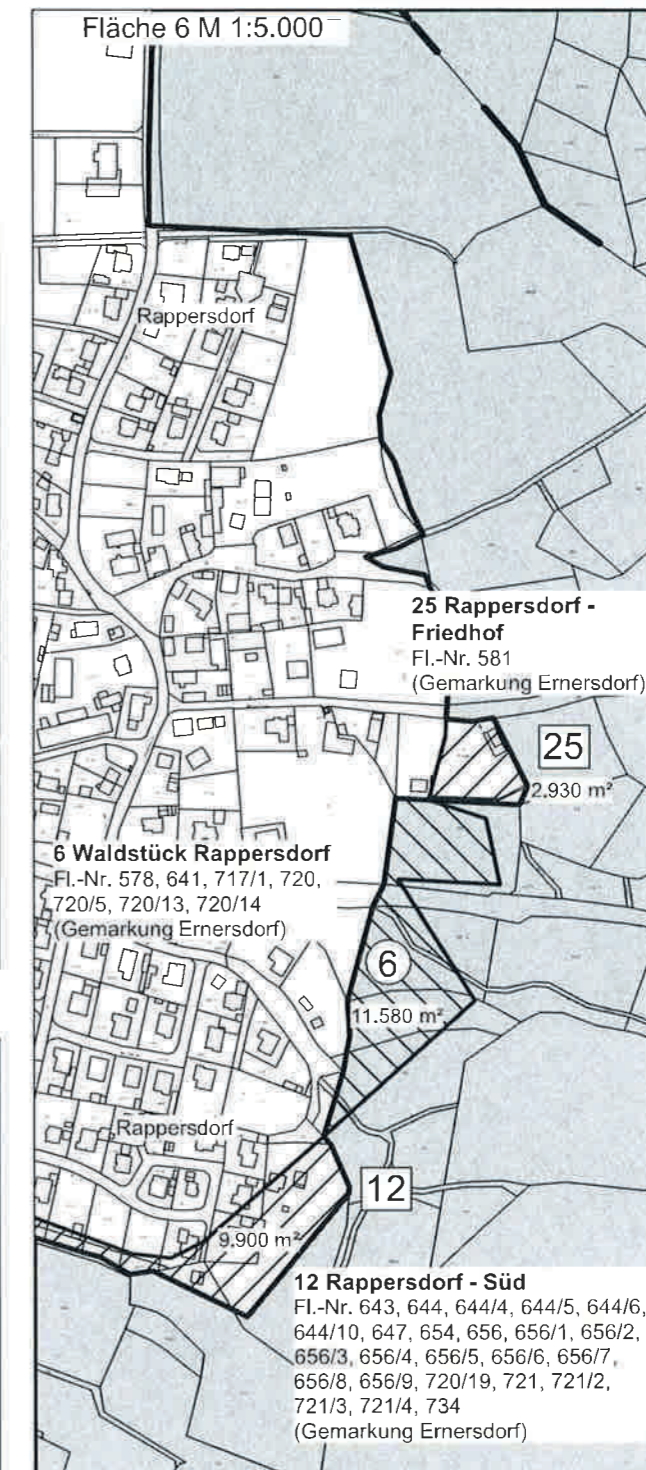 Fläche 6 M 1:5.000
Rappersdorf
25 Rappersdorf -
Friedhof
Fl.-Nr. 581
(Gemarkung Ernersdorf)
25
2.930 m²
6 Waldstück Rappersdorf
Fl.-Nr. 578, 641, 717/1, 720,
720/5, 720/13, 720/14
(Gemarkung Ernersdorf)
6
11.580 m²
Rappersdorf
12
9.900 m²
12 Rappersdorf - Süd
Fl.-Nr. 643, 644, 644/4, 644/5, 644/6,
644/10, 647, 654, 656, 656/1, 656/2,
656/3, 656/4, 656/5, 656/6, 656/7,
656/8, 656/9, 720/19, 721, 721/2,
721/3, 721/4, 734
(Gemarkung Ernersdorf)